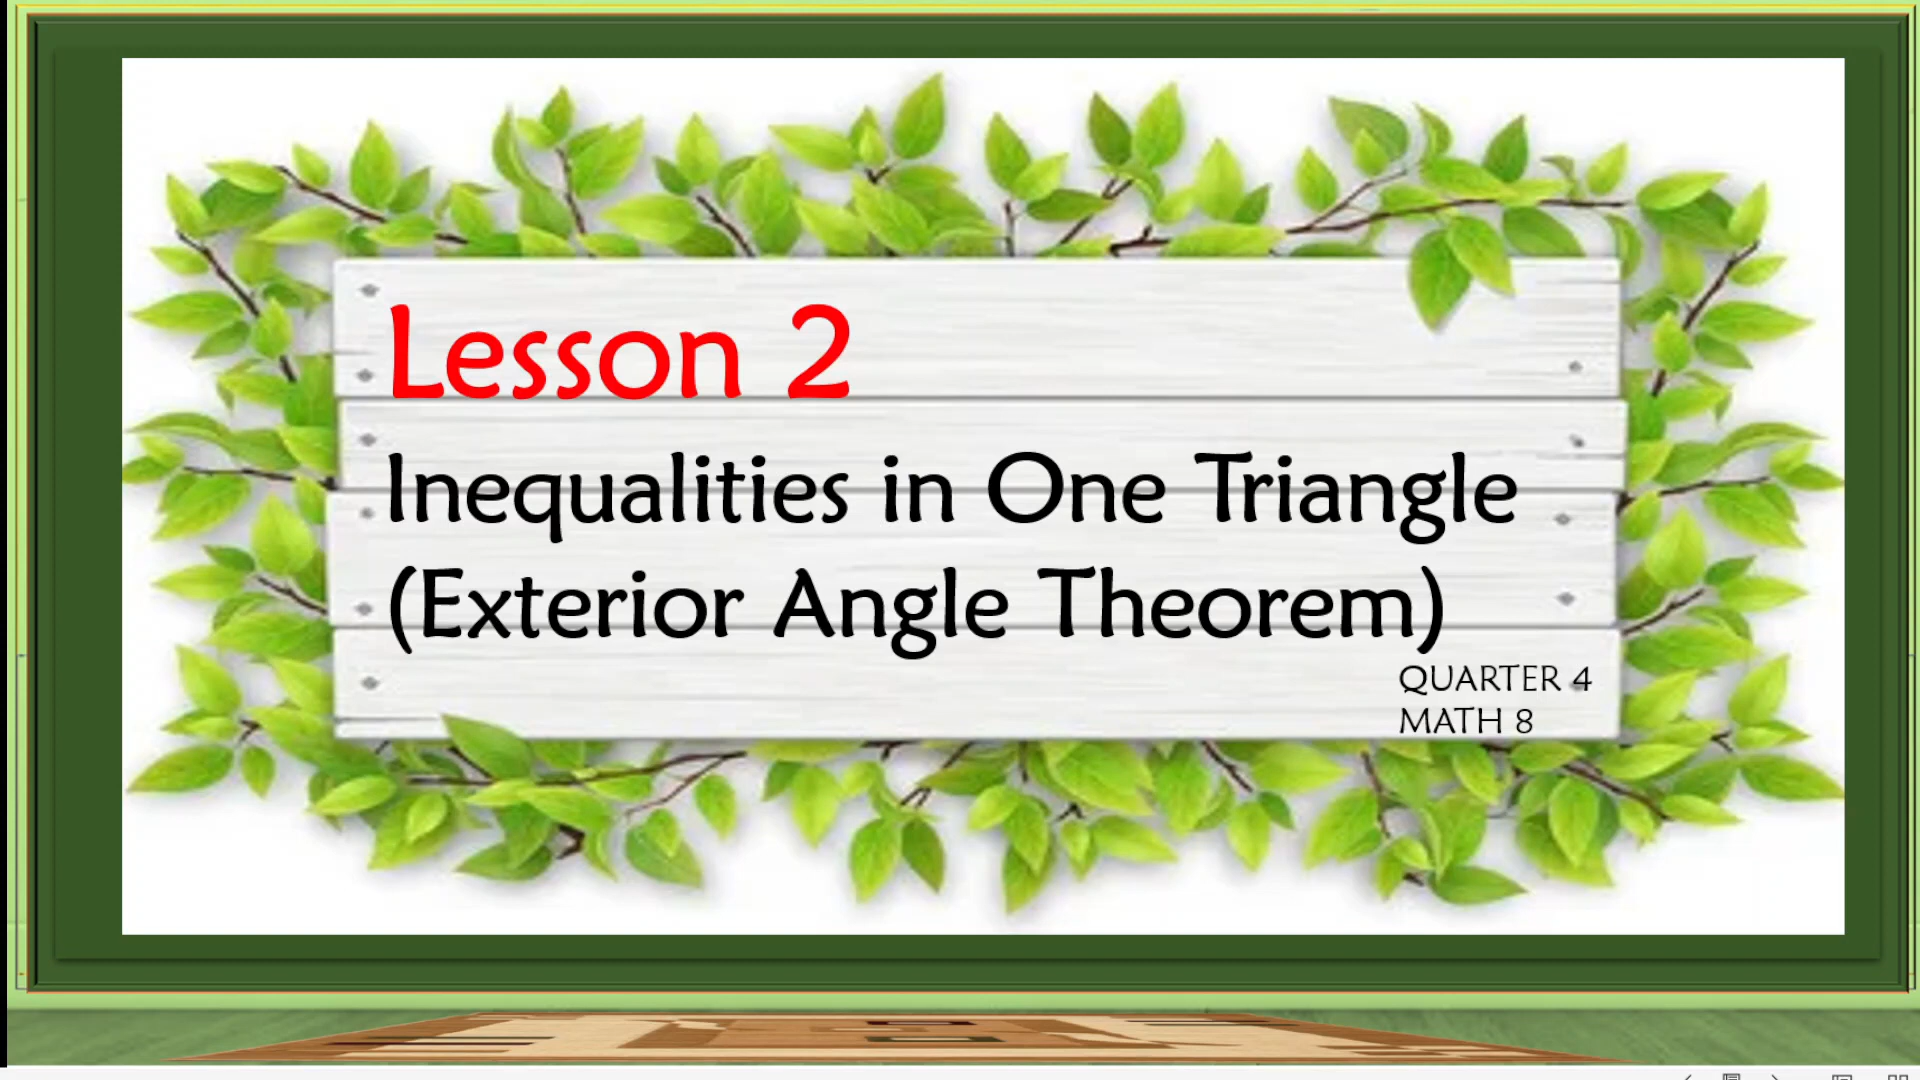 Lesson 2
Inequalities in One Triangle
(Exterior Angle Theorem)
QUARTER 4
MATH 8